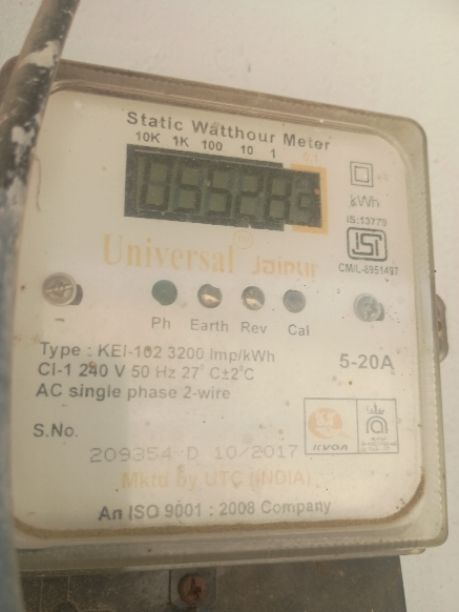 Static Watthour Meter
10K 1K 100 10 1 0.1
kWh
IS:13779
CM/L-8951497
Universal Jaipur
Ph Earth Rev Cal
Type : KEI-102 3200 Imp/kWh
5-20A
Cl-1 240 V 50 Hz 27°C±2°C
AC single phase 2-wire
S.No.
209354 D 10/2017
Mktd by UTC (INDIA)
An ISO 9001 : 2008 Company